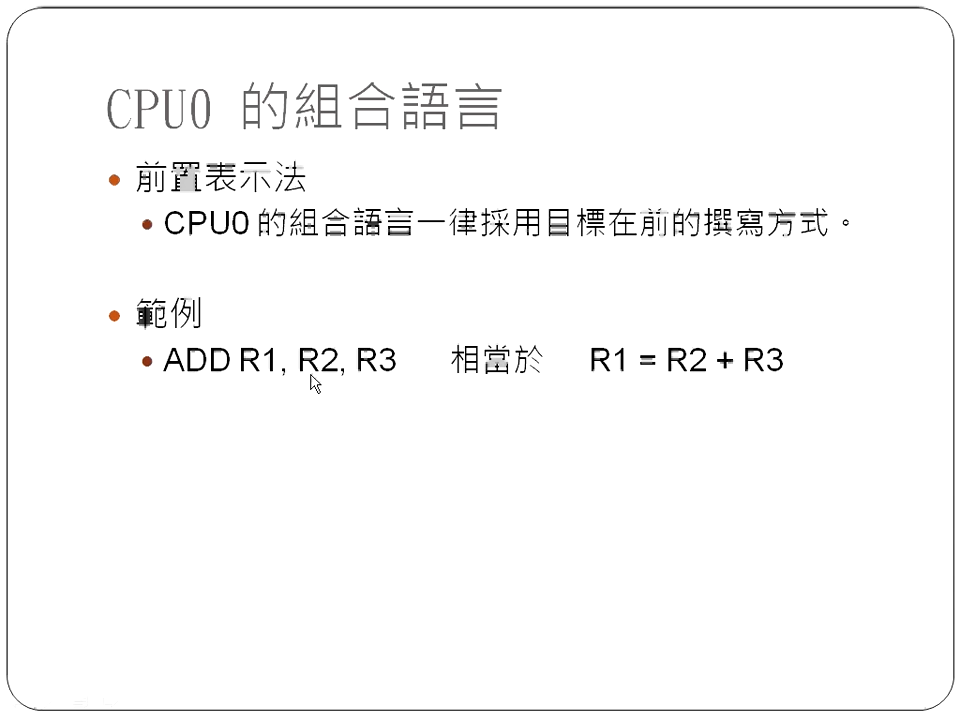 CPU0 的組合語言
前置表示法
CPU0 的組合語言一律採用目標在前的撰寫方式。
範例
ADD R1, R2, R3 相當於 R1 = R2 + R3